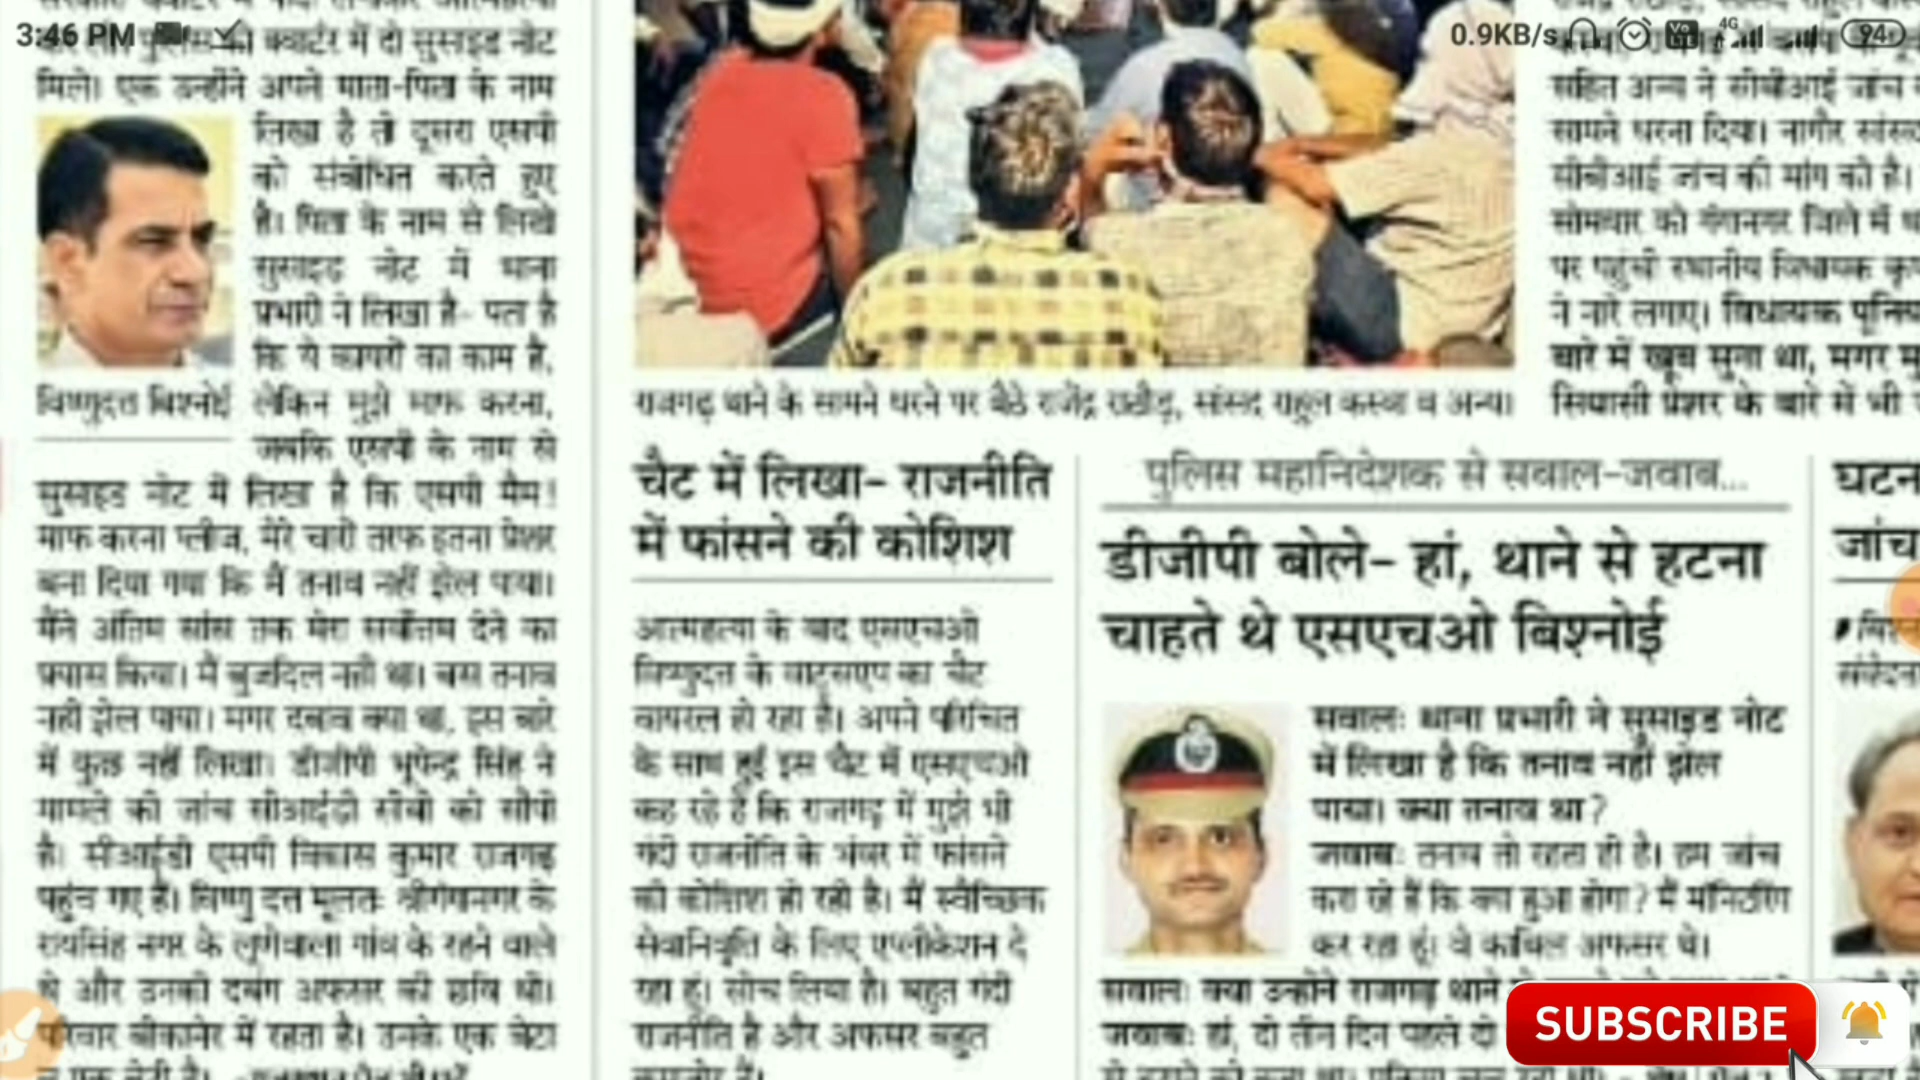 3:46 PM
0.9KB/s
4G
94
क्वार्टर में दो सुसाइड नोट
मिले। एक उन्होंने अपने माता-पिता के नाम
लिखा है तो दूसरा एसपी
को संबोधित करते हुए
है। पिता के नाम से लिखे
सुसाइड नोट में थाना
प्रभारी ने लिखा है- पता है
कि ये कायरों का काम है,
लेकिन मुझे माफ करना,
जबकि एसपी के नाम से
विष्णुदत्त बिश्नोई
सुसाइड नोट में लिखा है कि एसपी मैम!
माफ करना प्लीज, मेरे चारों तरफ इतना प्रेशर
बना दिया गया कि मैं तनाव नहीं झेल पाया।
मैंने अंतिम सांस तक मेरा सर्वोत्तम देने का
प्रयास किया। मैं बुजदिल नहीं था। बस तनाव
नहीं झेल पाया। मगर दबाव क्या था, इस बारे
में कुछ नहीं लिखा। डीजीपी भूपेन्द्र सिंह ने
मामले की जांच सीआईडी सीबी को सौंपी
है। सीआईडी एसपी विकास कुमार राजगढ़
पहुंच गए हैं। विष्णु दत्त मूलतः श्रीगंगानगर के
रायसिंह नगर के लूणेवाला गांव के रहने वाले
थे और उनकी दबंग अफसर की छवि थी।
परिवार बीकानेर में रहता है। उनके एक बेटा
राजगढ़ थाने के सामने धरने पर बैठे राजेंद्र राठौड़, सांसद राहुल कस्वां व अन्य।
चैट में लिखा- राजनीति
में फांसने की कोशिश
आत्महत्या के बाद एसएचओ
विष्णुदत्त के वाट्सएप का चैट
वायरल हो रहा है। अपने परिचित
के साथ हुई इस चैट में एसएचओ
कह रहे हैं कि राजगढ़ में मुझे भी
गंदी राजनीति के भंवर में फांसने
की कोशिश हो रही है। मैं स्वैच्छिक
सेवानिवृति के लिए एप्लीकेशन दे
रहा हूं। सोच लिया है। बहुत गंदी
राजनीति है और अफसर बहुत
कमजोर हैं।
पुलिस महानिदेशक से सवाल-जवाब...
डीजीपी बोले- हां, थाने से हटना
चाहते थे एसएचओ बिश्नोई
सवालः थाना प्रभारी ने सुसाइड नोट
में लिखा है कि तनाव नहीं झेल
पाया। क्या तनाव था?
जवाबः तनाव तो रहता ही है। हम जांच
करा रहे हैं कि क्या हुआ होगा? मैं मॉनिटरिंग
कर रहा हूं। वे काबिल अफसर थे।
सवालः क्या उन्होंने राजगढ़ थाने
जवाबः हां, दो तीन दिन पहले दो
सहित अन्य ने सीबीआई जांच
सामने धरना दिया। नागौर सांसद
सीबीआई जांच की मांग की है।
सोमवार को गंगानगर जिले में
पर पहुंची स्थानीय विधायक
ने नारे लगाए। विधायक पूनिया
बारे में खूब सुना था, मगर
सियासी प्रेशर के बारे में भी
घटन
जांच
SUBSCRIBE